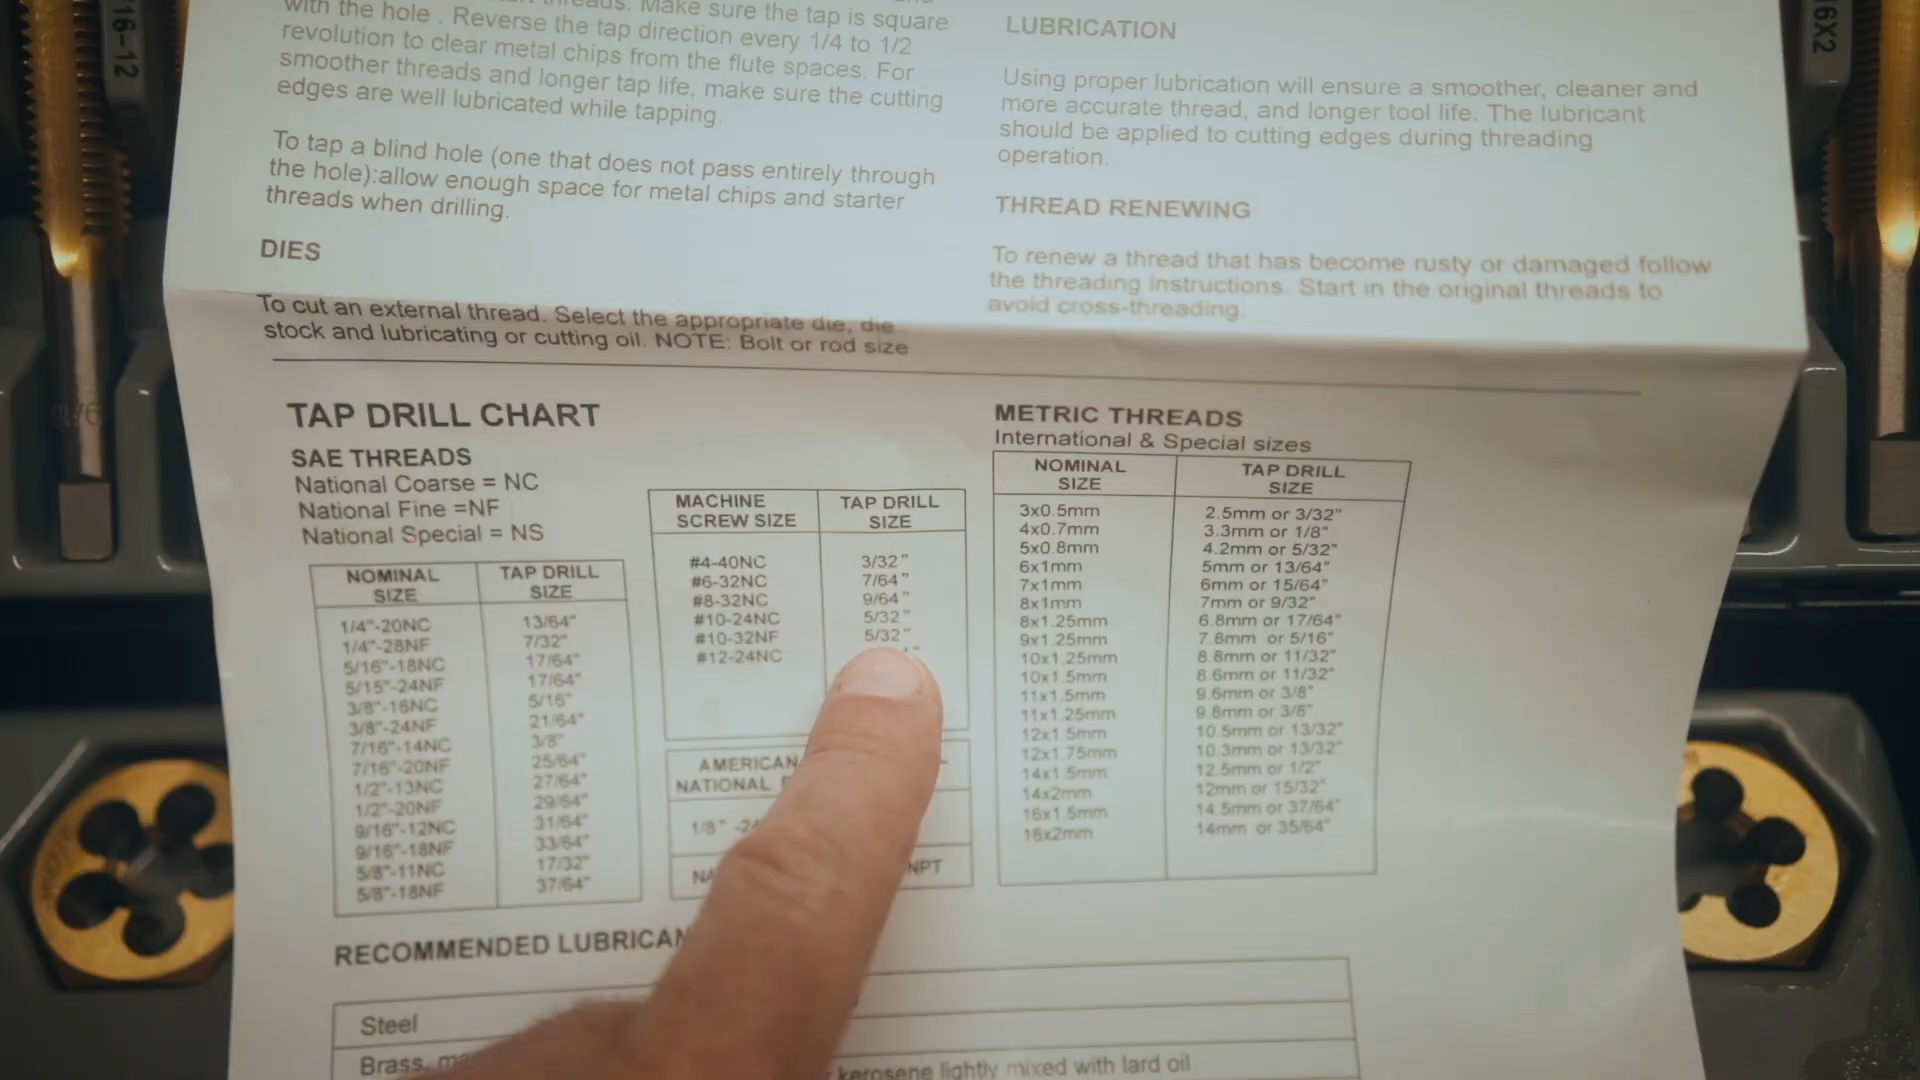 threads. Make sure the tap is square
with the hole . Reverse the tap direction every 1/4 to 1/2
revolution to clear metal chips from the flute spaces. For
smoother threads and longer tap life, make sure the cutting
edges are well lubricated while tapping.
To tap a blind hole (one that does not pass entirely through
the hole):allow enough space for metal chips and starter
threads when drilling.
DIES
To cut an external thread. Select the appropriate die, die
stock and lubricating or cutting oil. NOTE: Bolt or rod size
LUBRICATION
Using proper lubrication will ensure a smoother, cleaner and
more accurate thread, and longer tool life. The lubricant
should be applied to cutting edges during threading
operation.
THREAD RENEWING
To renew a thread that has become rusty or damaged follow
the threading instructions. Start in the original threads to
avoid cross-threading.
TAP DRILL CHART
SAE THREADS
National Coarse = NC
National Fine =NF
National Special = NS
NOMINAL SIZE TAP DRILL SIZE
1/4"-20NC 13/64"
1/4"-28NF 7/32"
5/16"-18NC 17/64"
5/15"-24NF 17/64"
3/8"-16NC 5/16"
3/8"-24NF 21/64"
7/16"-14NC 3/8"
7/16"-20NF 25/64"
1/2"-13NC 27/64"
1/2"-20NF 29/64"
9/16"-12NC 31/64"
9/16"-18NF 33/64"
5/8"-11NC 17/32"
5/8"-18NF 37/64"
MACHINE SCREW SIZE TAP DRILL SIZE
#4-40NC 3/32"
#6-32NC 7/64"
#8-32NC 9/64"
#10-24NC 5/32"
#10-32NF 5/32"
#12-24NC
AMERICAN
NATIONAL
1/8"
NPT
METRIC THREADS
International & Special sizes
NOMINAL SIZE TAP DRILL SIZE
3x0.5mm 2.5mm or 3/32"
4x0.7mm 3.3mm or 1/8"
5x0.8mm 4.2mm or 5/32"
6x1mm 5mm or 13/64"
7x1mm 6mm or 15/64"
8x1mm 7mm or 9/32"
8x1.25mm 6.8mm or 17/64"
9x1.25mm 7.8mm or 5/16"
10x1.25mm 8.8mm or 11/32"
10x1.5mm 8.6mm or 11/32"
11x1.5mm 9.6mm or 3/8"
11x1.25mm 9.8mm or 3/8"
12x1.5mm 10.5mm or 13/32"
12x1.75mm 10.3mm or 13/32"
14x1.5mm 12.5mm or 1/2"
14x2mm 12mm or 15/32"
16x1.5mm 14.5mm or 37/64"
16x2mm 14mm or 35/64"
RECOMMENDED
Steel
Brass,
kerosene lightly mixed with lard oil
16-12
16X2